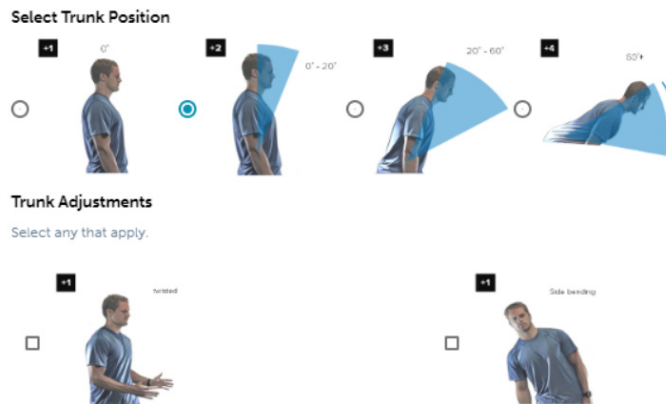 Select Trunk Position
+1 0° +2 0° - 20° +3 20° - 60° +4 60°+
Trunk Adjustments
Select any that apply.
+1 twisted +1 Side bending